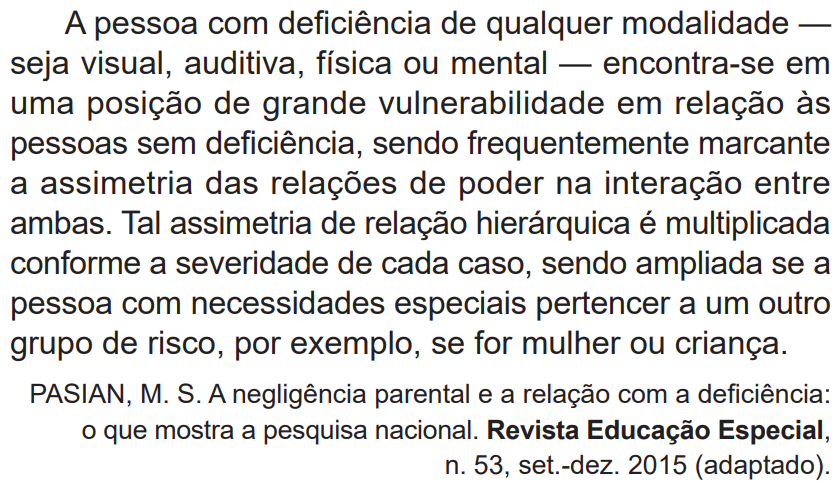 A pessoa com deficiência de qualquer modalidade —
seja visual, auditiva, física ou mental — encontra-se em
uma posição de grande vulnerabilidade em relação às
pessoas sem deficiência, sendo frequentemente marcante
a assimetria das relações de poder na interação entre
ambas. Tal assimetria de relação hierárquica é multiplicada
conforme a severidade de cada caso, sendo ampliada se a
pessoa com necessidades especiais pertencer a um outro
grupo de risco, por exemplo, se for mulher ou criança.
PASIAN, M. S. A negligência parental e a relação com a deficiência:
o que mostra a pesquisa nacional. Revista Educação Especial,
n. 53, set.-dez. 2015 (adaptado).